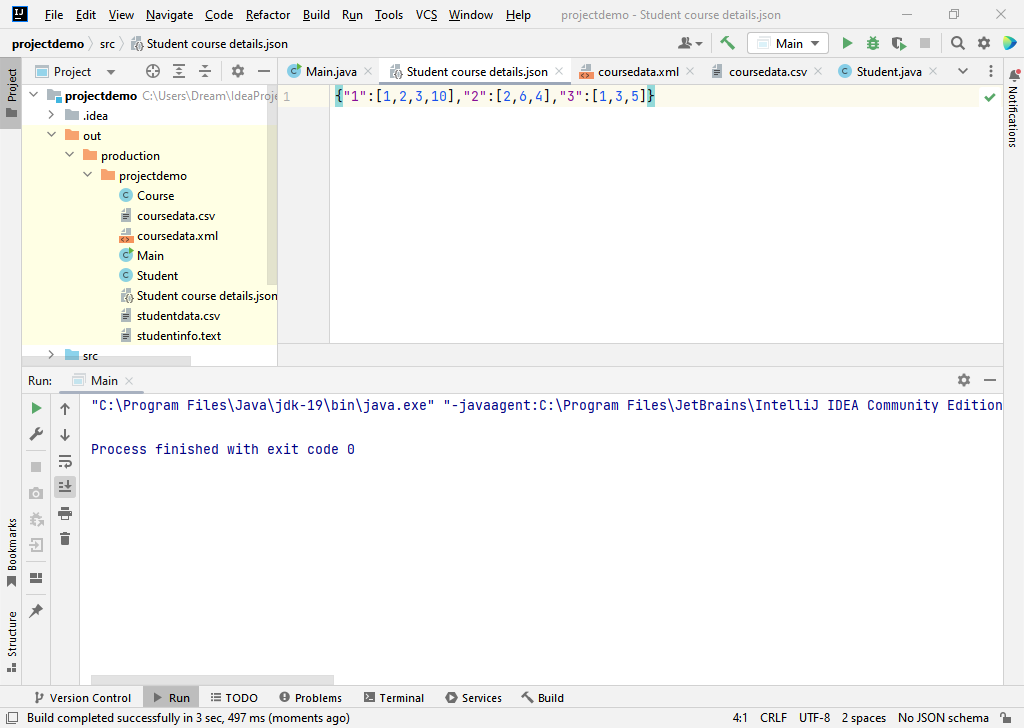 File Edit View Navigate Code Refactor Build Run Tools VCS Window Help projectdemo - Student course details.json
projectdemo src Student course details.json Main
Project
Project
Main.java Student course details.json coursedata.xml coursedata.csv Student.java
Notifications
projectdemo C:\Users\Dream\IdeaProje
1 {"1":[1,2,3,10],"2":[2,6,4],"3":[1,3,5]}
.idea
out
production
projectdemo
Course
coursedata.csv
coursedata.xml
Main
Student
Student course details.json
studentdata.csv
studentinfo.text
src
Run: Main
"C:\Program Files\Java\jdk-19\bin\java.exe" "-javaagent:C:\Program Files\JetBrains\IntelliJ IDEA Community Edition
Process finished with exit code 0
Bookmarks
Structure
Version Control Run TODO Problems Terminal Services Build
Build completed successfully in 3 sec, 497 ms (moments ago) 4:1 CRLF UTF-8 2 spaces No JSON schema